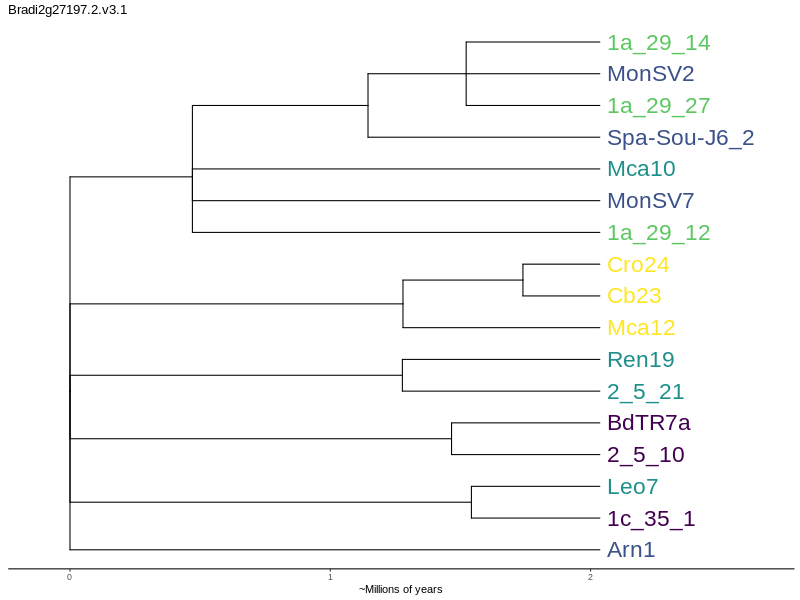 Bradi2g27197.2.v3.1
1a_29_14
MonSV2
1a_29_27
Spa-Sou-J6_2
Mca10
MonSV7
1a_29_12
Cro24
Cb23
Mca12
Ren19
2_5_21
BdTR7a
2_5_10
Leo7
1c_35_1
Arn1
0 1 2
~Millions of years